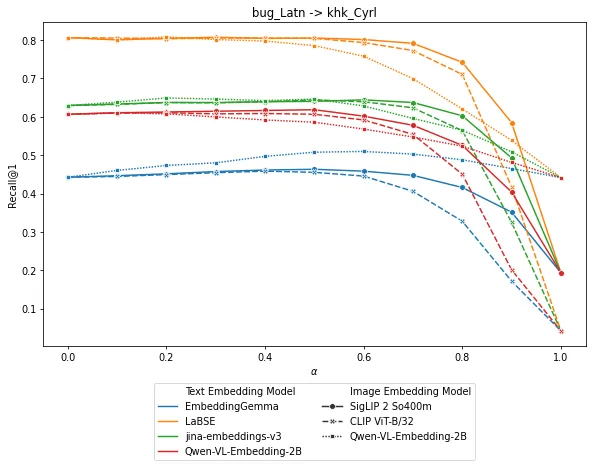 bug_Latn -> khk_Cyrl
Recall@1
0.8
0.7
0.6
0.5
0.4
0.3
0.2
0.1
0.0 0.2 0.4 0.6 0.8 1.0
α
Text Embedding Model Image Embedding Model
EmbeddingGemma SigLIP 2 So400m
LaBSE CLIP ViT-B/32
jina-embeddings-v3 Qwen-VL-Embedding-2B
Qwen-VL-Embedding-2B